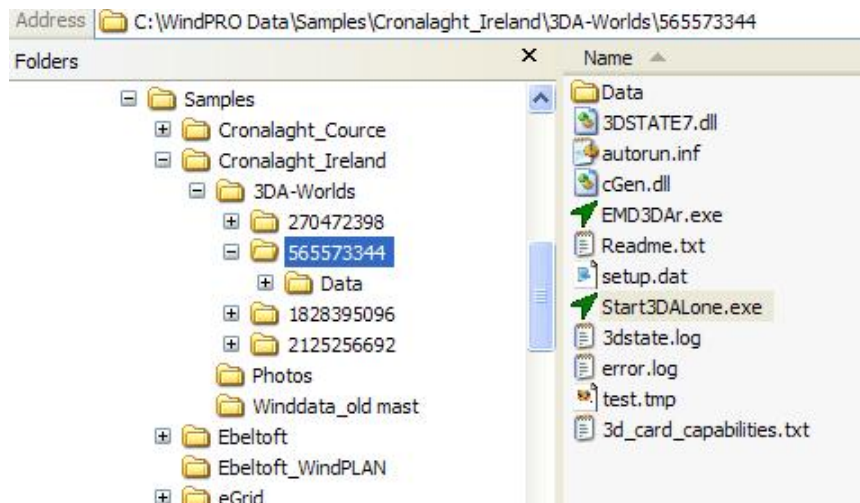 Address C:\WindPRO Data\Samples\Cronalaght_Ireland\3DA-Worlds\565573344
Folders
Samples
Cronalaght_Cource
Cronalaght_Ireland
3DA-Worlds
270472398
565573344
Data
1828395096
2125256692
Photos
Winddata_old mast
Ebeltoft
Ebeltoft_WindPLAN
eGrid
Name
Data
3DSTATE7.dll
autorun.inf
cGen.dll
EMD3DAr.exe
Readme.txt
setup.dat
Start3DALone.exe
3dstate.log
error.log
test.tmp
3d_card_capabilities.txt